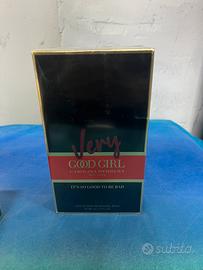 Very
GOOD GIRL
CAROLINA HERRERA
NEW YORK
IT'S SO GOOD TO BE BAD
subito